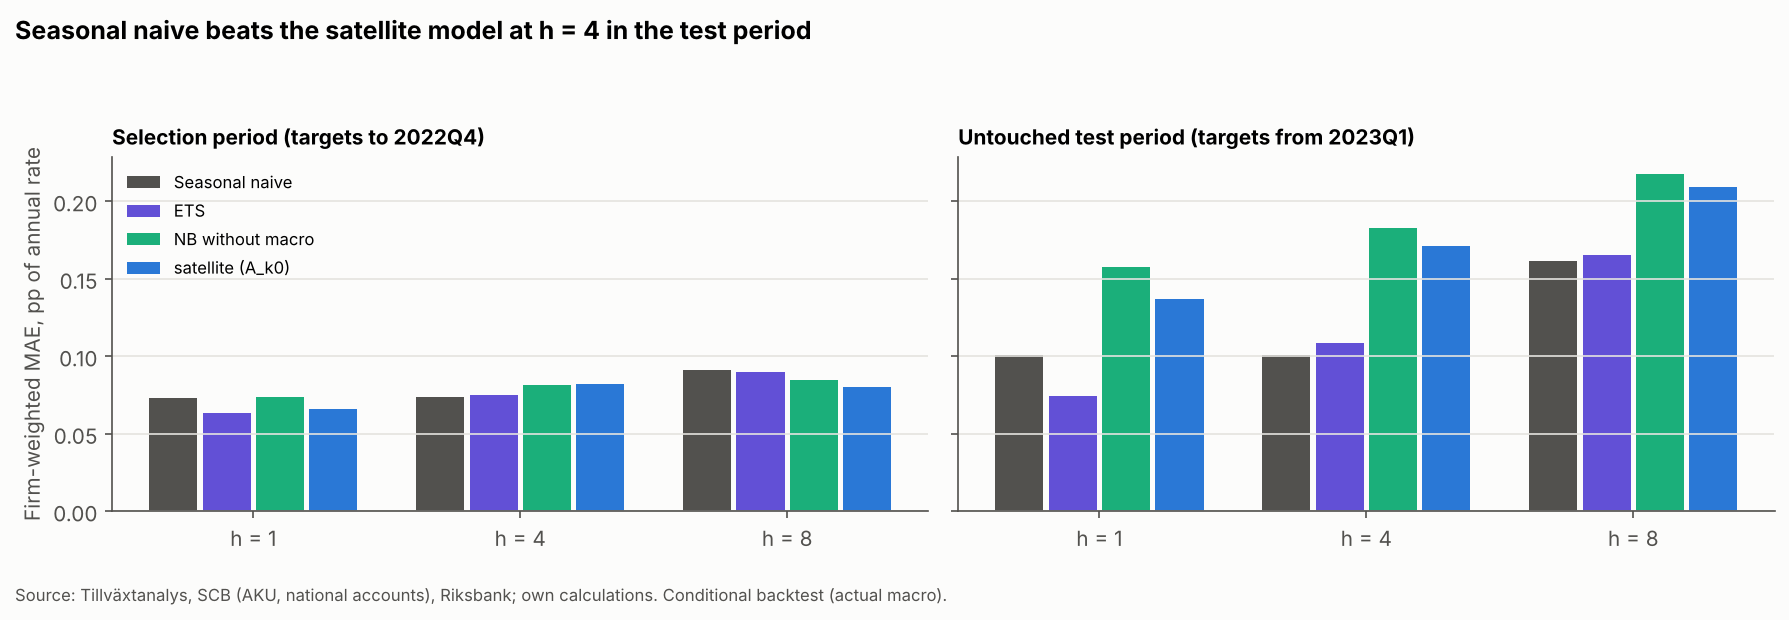 Seasonal naive beats the satellite model at h = 4 in the test period
Selection period (targets to 2022Q4)
Firm-weighted MAE, pp of annual rate
0.20
0.15
0.10
0.05
0.00
Seasonal naive
ETS
NB without macro
satellite (A_k0)
h = 1
h = 4
h = 8
Untouched test period (targets from 2023Q1)
h = 1
h = 4
h = 8
Source: Tillväxtanalys, SCB (AKU, national accounts), Riksbank; own calculations. Conditional backtest (actual macro).